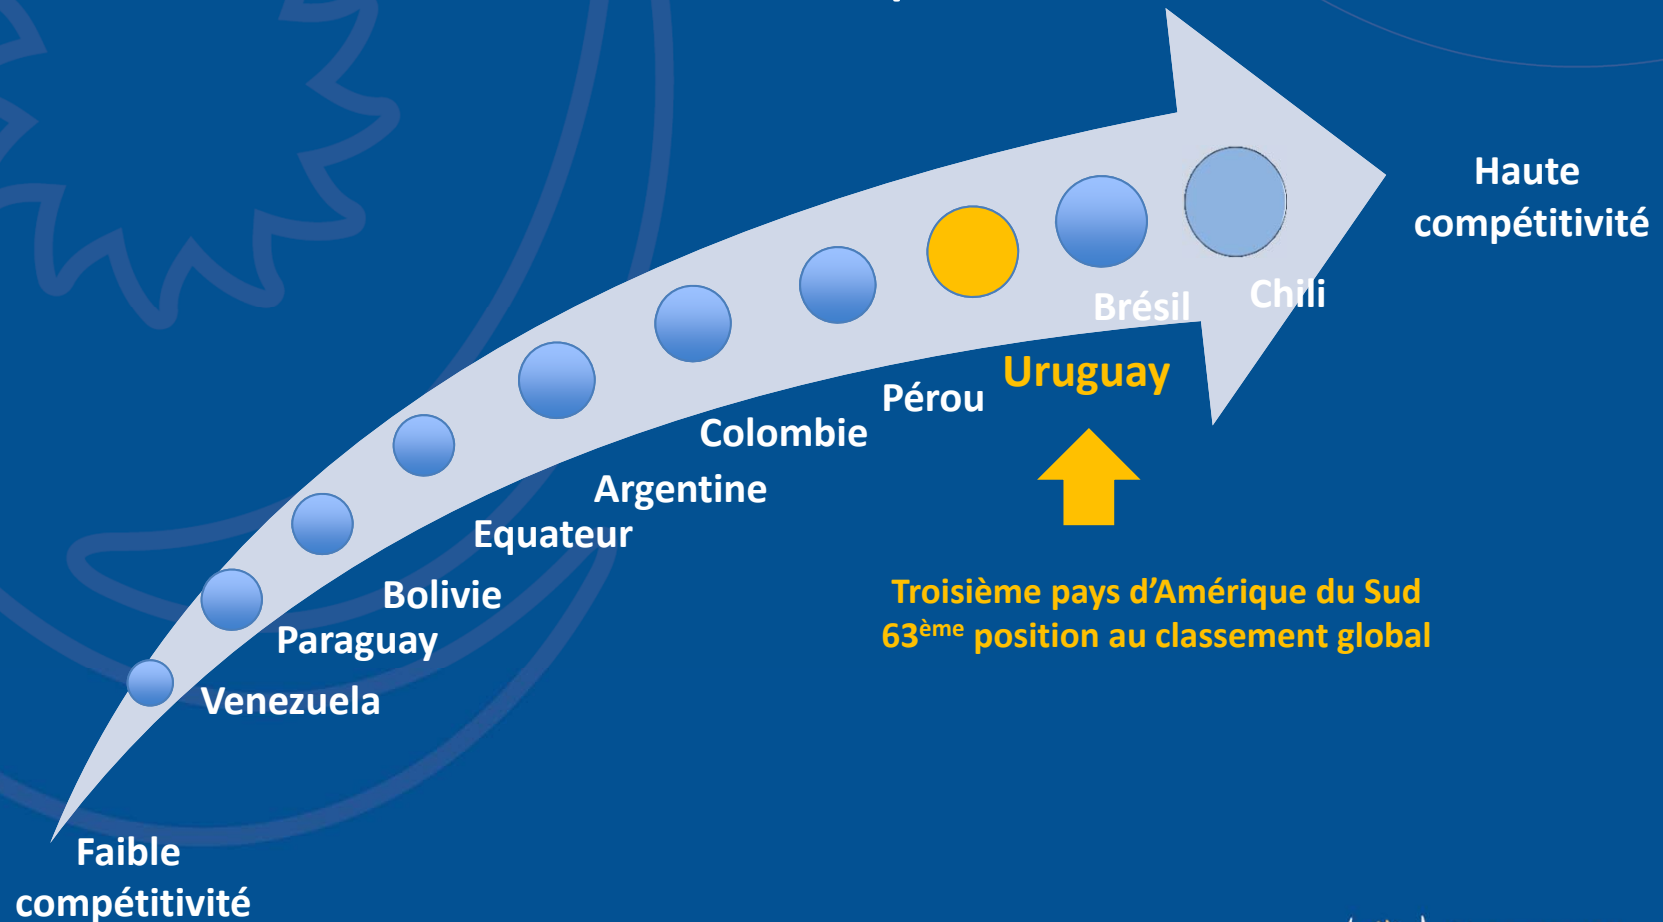 Haute
compétitivité
Chili
Brésil
Uruguay
Pérou
Colombie
Argentine
Equateur
Bolivie
Paraguay
Venezuela
Troisième pays d’Amérique du Sud
63ème position au classement global
Faible
compétitivité